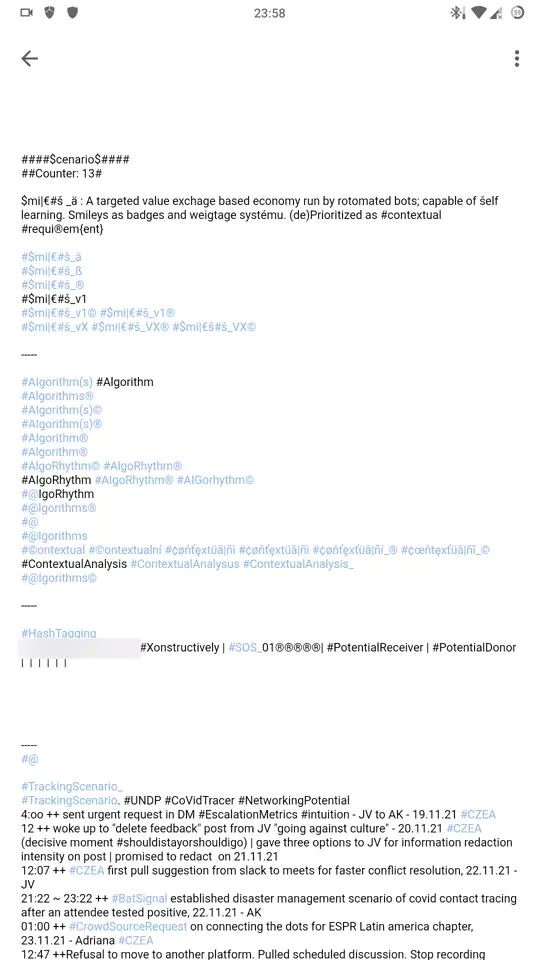 23:58
59
####$cenario$####
##Counter: 13#
$mi|€#š _ä : A targeted value exchage based economy run by rotomated bots; capable of šelf
learning. Smileys as badges and weigtage systému. (de)Prioritized as #contextual
#requi®em{ent}
#$mi|€#š_ä
#$mi|€#š_ß
#$mi|€#š_®
#$mi|€#š_v1
#$mi|€#š_v1© #$mi|€#š_v1®
#$mi|€#š_vX #$mi|€#š_VX® #$mi|€š#š_VX©
-----
#Algorithm(s) #Algorithm
#Algorithms®
#Algorithm(s)©
#Algorithm(s)®
#Algorithm®
#Algorithm®
#AlgoRhythm© #AlgoRhythm®
#AlgoRhythm #AlgoRhythm® #AlGorhythm©
#@lgoRhythm
#@lgorithms®
#@
#@lgorithms
#©ontextual #©ontextualní #¢øňťęxtüâ|ñì #¢øňťęxtüâ|ñì #¢øňťęxtüâ|ñí_® #¢œňtęxťüâ|ñî_©
#ContextualAnalysis #ContextualAnalysus #ContextualAnalysis_
#@lgorithms©
-----
#HashTagging
#Xonstructively | #SOS_01®®®®®| #PotentialReceiver | #PotentialDonor
| | | | | |
-----
#@
#TrackingScenario_
#TrackingScenario. #UNDP #CoVidTracer #NetworkingPotential
4:oo ++ sent urgent request in DM #EscalationMetrics #intuition - JV to AK - 19.11.21 #CZEA
12 ++ woke up to "delete feedback" post from JV "going against culture" - 20.11.21 #CZEA
(decisive moment #shouldistayorshouldigo) | gave three options to JV for information redaction
intensity on post | promised to redact on 21.11.21
12:07 ++ #CZEA first pull suggestion from slack to meets for faster conflict resolution, 22.11.21 -
JV
21:22 ~ 23:22 ++ #BatSignal established disaster management scenario of covid contact tracing
after an attendee tested positive, 22.11.21 - AK
01:00 ++ #CrowdSourceRequest on connecting the dots for ESPR Latin america chapter,
23.11.21 - Adriana #CZEA
12:47 ++Refusal to move to another platform. Pulled scheduled discussion. Stop recording